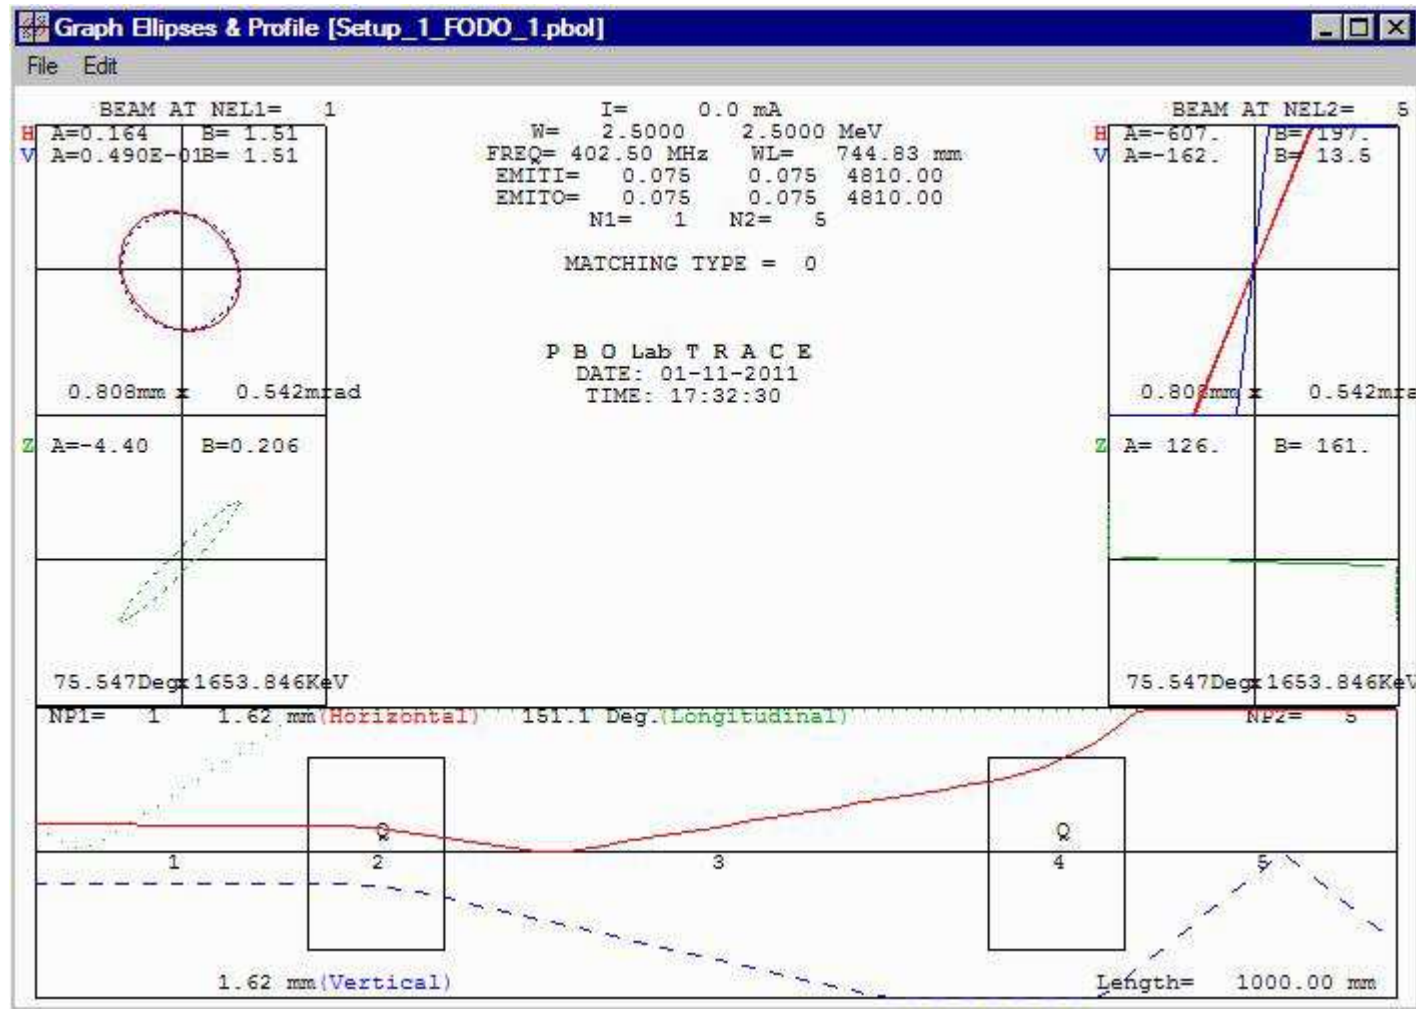 Graph Ellipses & Profile [Setup_1_FODO_1.pbol]
File Edit
BEAM AT NEL1= 1
H A=0.164 B= 1.51
V A=0.490E-01B= 1.51
0.808mm x 0.542mrad
Z A=-4.40 B=0.206
75.547Degx1653.846KeV
I= 0.0 mA
W= 2.5000 2.5000 MeV
FREQ= 402.50 MHz WL= 744.83 mm
EMITI= 0.075 0.075 4810.00
EMITO= 0.075 0.075 4810.00
N1= 1 N2= 5
MATCHING TYPE = 0
P B O Lab T R A C E
DATE: 01-11-2011
TIME: 17:32:30
BEAM AT NEL2= 5
H A=-607. B= 197.
V A=-162. B= 13.5
0.808mm x 0.542mra
Z A= 126. B= 161.
75.547Degx1653.846KeV
NP1= 1 1.62 mm(Horizontal) 151.1 Deg.(Longitudinal) NP2= 5
Q Q
1 2 3 4 5
1.62 mm(Vertical) Length= 1000.00 mm